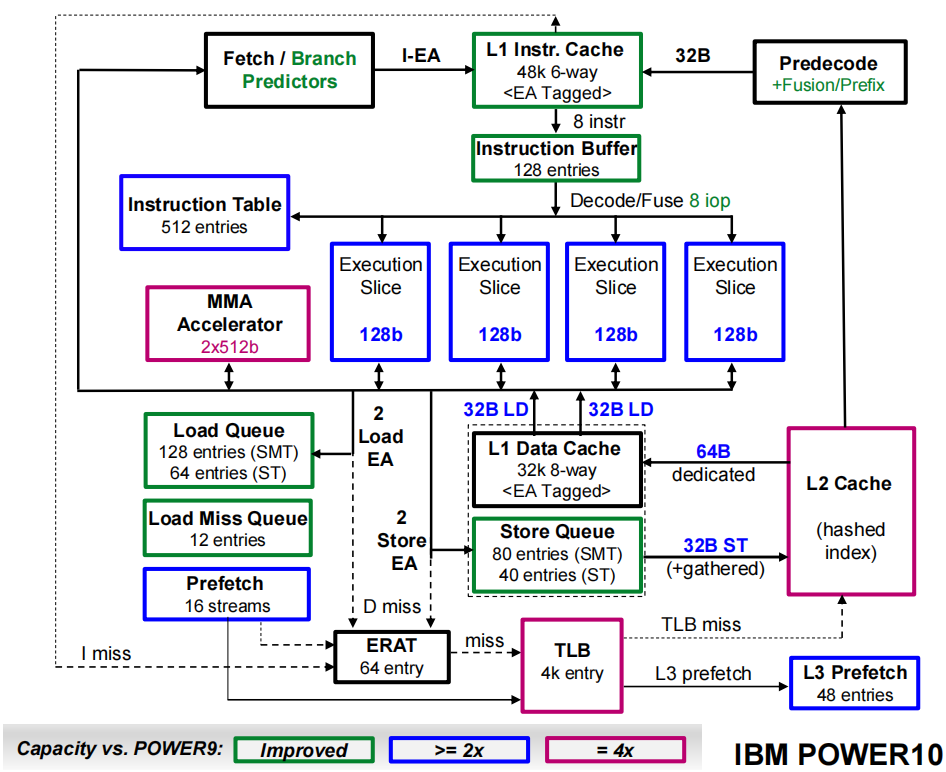 Fetch / Branch
Predictors
I-EA
L1 Instr. Cache
48k 6-way
<EA Tagged>
32B
Predecode
+Fusion/Prefix
8 instr
Instruction Buffer
128 entries
Decode/Fuse 8 iop
Instruction Table
512 entries
Execution
Slice
128b
Execution
Slice
128b
Execution
Slice
128b
Execution
Slice
128b
MMA
Accelerator
2x512b
32B LD
32B LD
2
Load
EA
Load Queue
128 entries (SMT)
64 entries (ST)
L1 Data Cache
32k 8-way
<EA Tagged>
64B
dedicated
L2 Cache
(hashed
index)
Load Miss Queue
12 entries
2
Store
EA
Store Queue
80 entries (SMT)
40 entries (ST)
32B ST
(+gathered)
Prefetch
16 streams
D miss
I miss
ERAT
64 entry
miss
TLB
4k entry
TLB miss
L3 prefetch
L3 Prefetch
48 entries
Capacity vs. POWER9:
Improved
>= 2x
= 4x
IBM POWER10